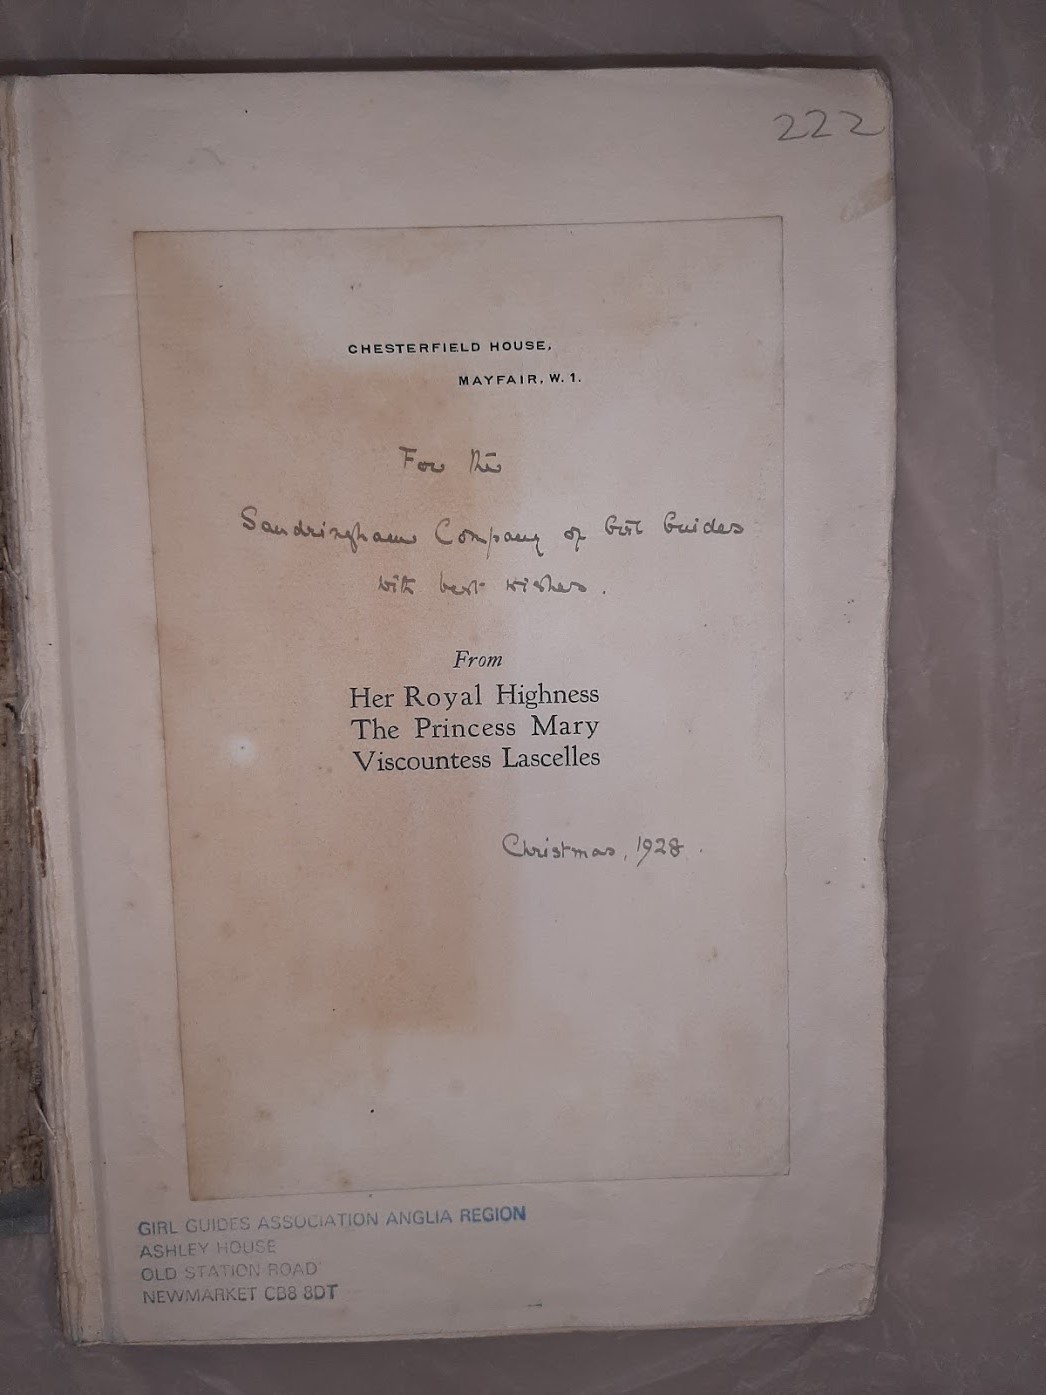 222
CHESTERFIELD HOUSE,
MAYFAIR, W. 1.
For the
Sandringham Company of Girl Guides
with best wishes.
From
Her Royal Highness
The Princess Mary
Viscountess Lascelles
Christmas, 1928.
GIRL GUIDES ASSOCIATION ANGLIA REGION
ASHLEY HOUSE
OLD STATION ROAD
NEWMARKET CB8 8DT